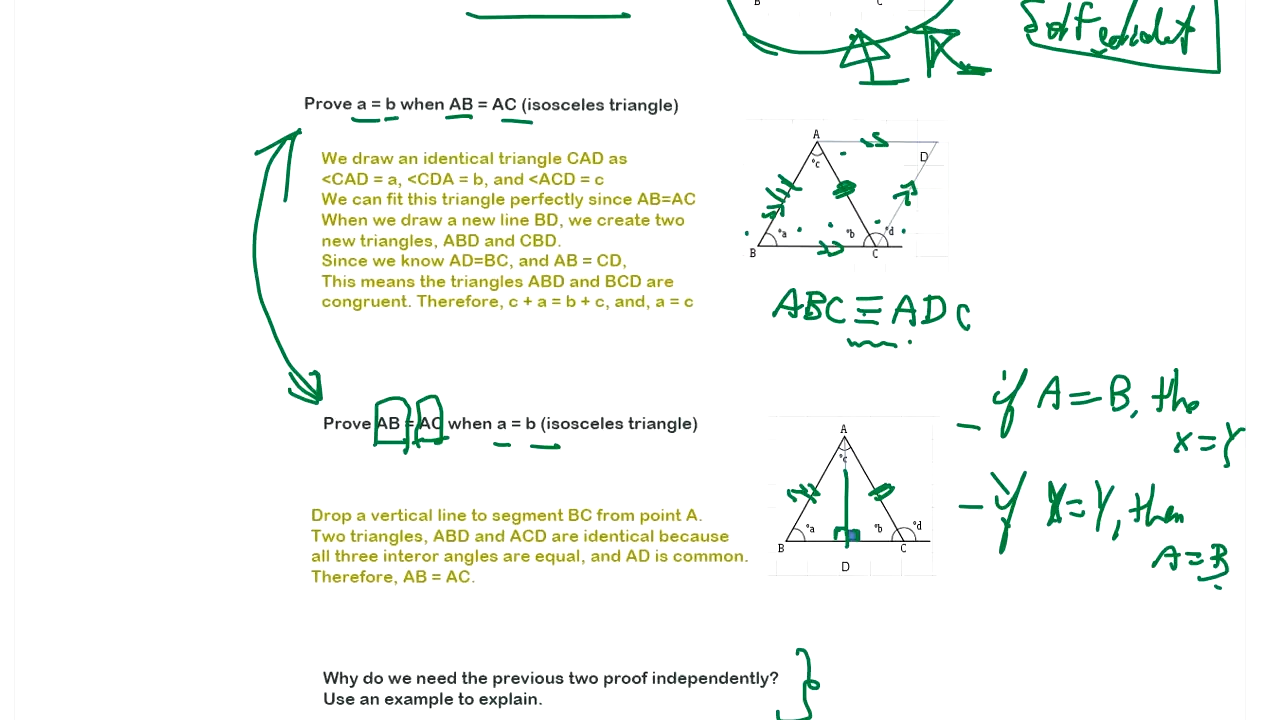 B C
Self evident
Prove a = b when AB = AC (isosceles triangle)
We draw an identical triangle CAD as
<CAD = a, <CDA = b, and <ACD = c
We can fit this triangle perfectly since AB=AC
When we draw a new line BD, we create two
new triangles, ABD and CBD.
Since we know AD=BC, and AB = CD,
This means the triangles ABD and BCD are
congruent. Therefore, c + a = b + c, and, a = c
A
D
°c
°a °b °d
B C
ABC ≡ ADC
if A = B, the
x = Y
Prove AB = AC when a = b (isosceles triangle)
A
°c
°a °b °d
B C
D
X = Y, then
A = B
Drop a vertical line to segment BC from point A.
Two triangles, ABD and ACD are identical because
all three interor angles are equal, and AD is common.
Therefore, AB = AC.
Why do we need the previous two proof independently?
Use an example to explain.